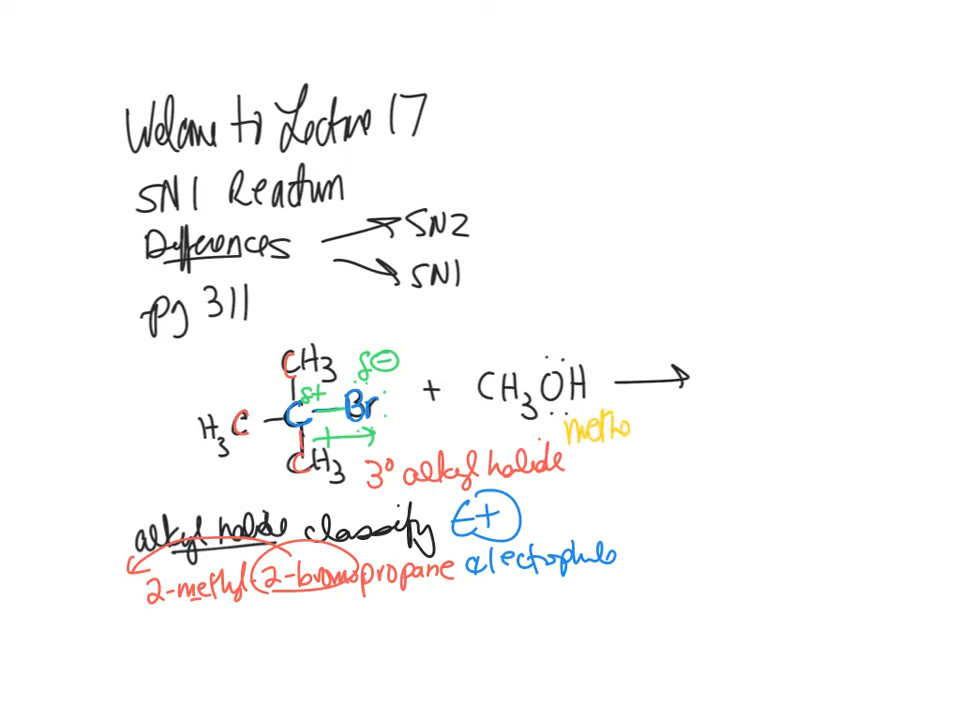 Welcome to Lecture 17
SN1 Reaction
Differences → SN2
→ SN1
pg 311
CH3 δ⊖
δ+
H3C – C – Br + CH3OH →
metho
CH3 3° alkyl halide
alkyl halide classify E+
2-methyl-2-bromopropane electrophile